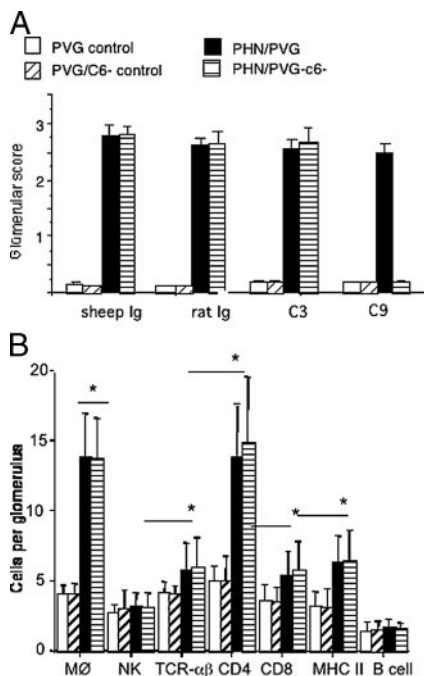 A
PVG control PHN/PVG
PVG/C6- control PHN/PVG-c6-
Glomerular score
3
2
1
sheep Ig rat Ig C3 C9
B
Cells per glomerulus
20
15
10
5
0
* * * * *
MØ NK TCR-αβ CD4 CD8 MHC II B cell